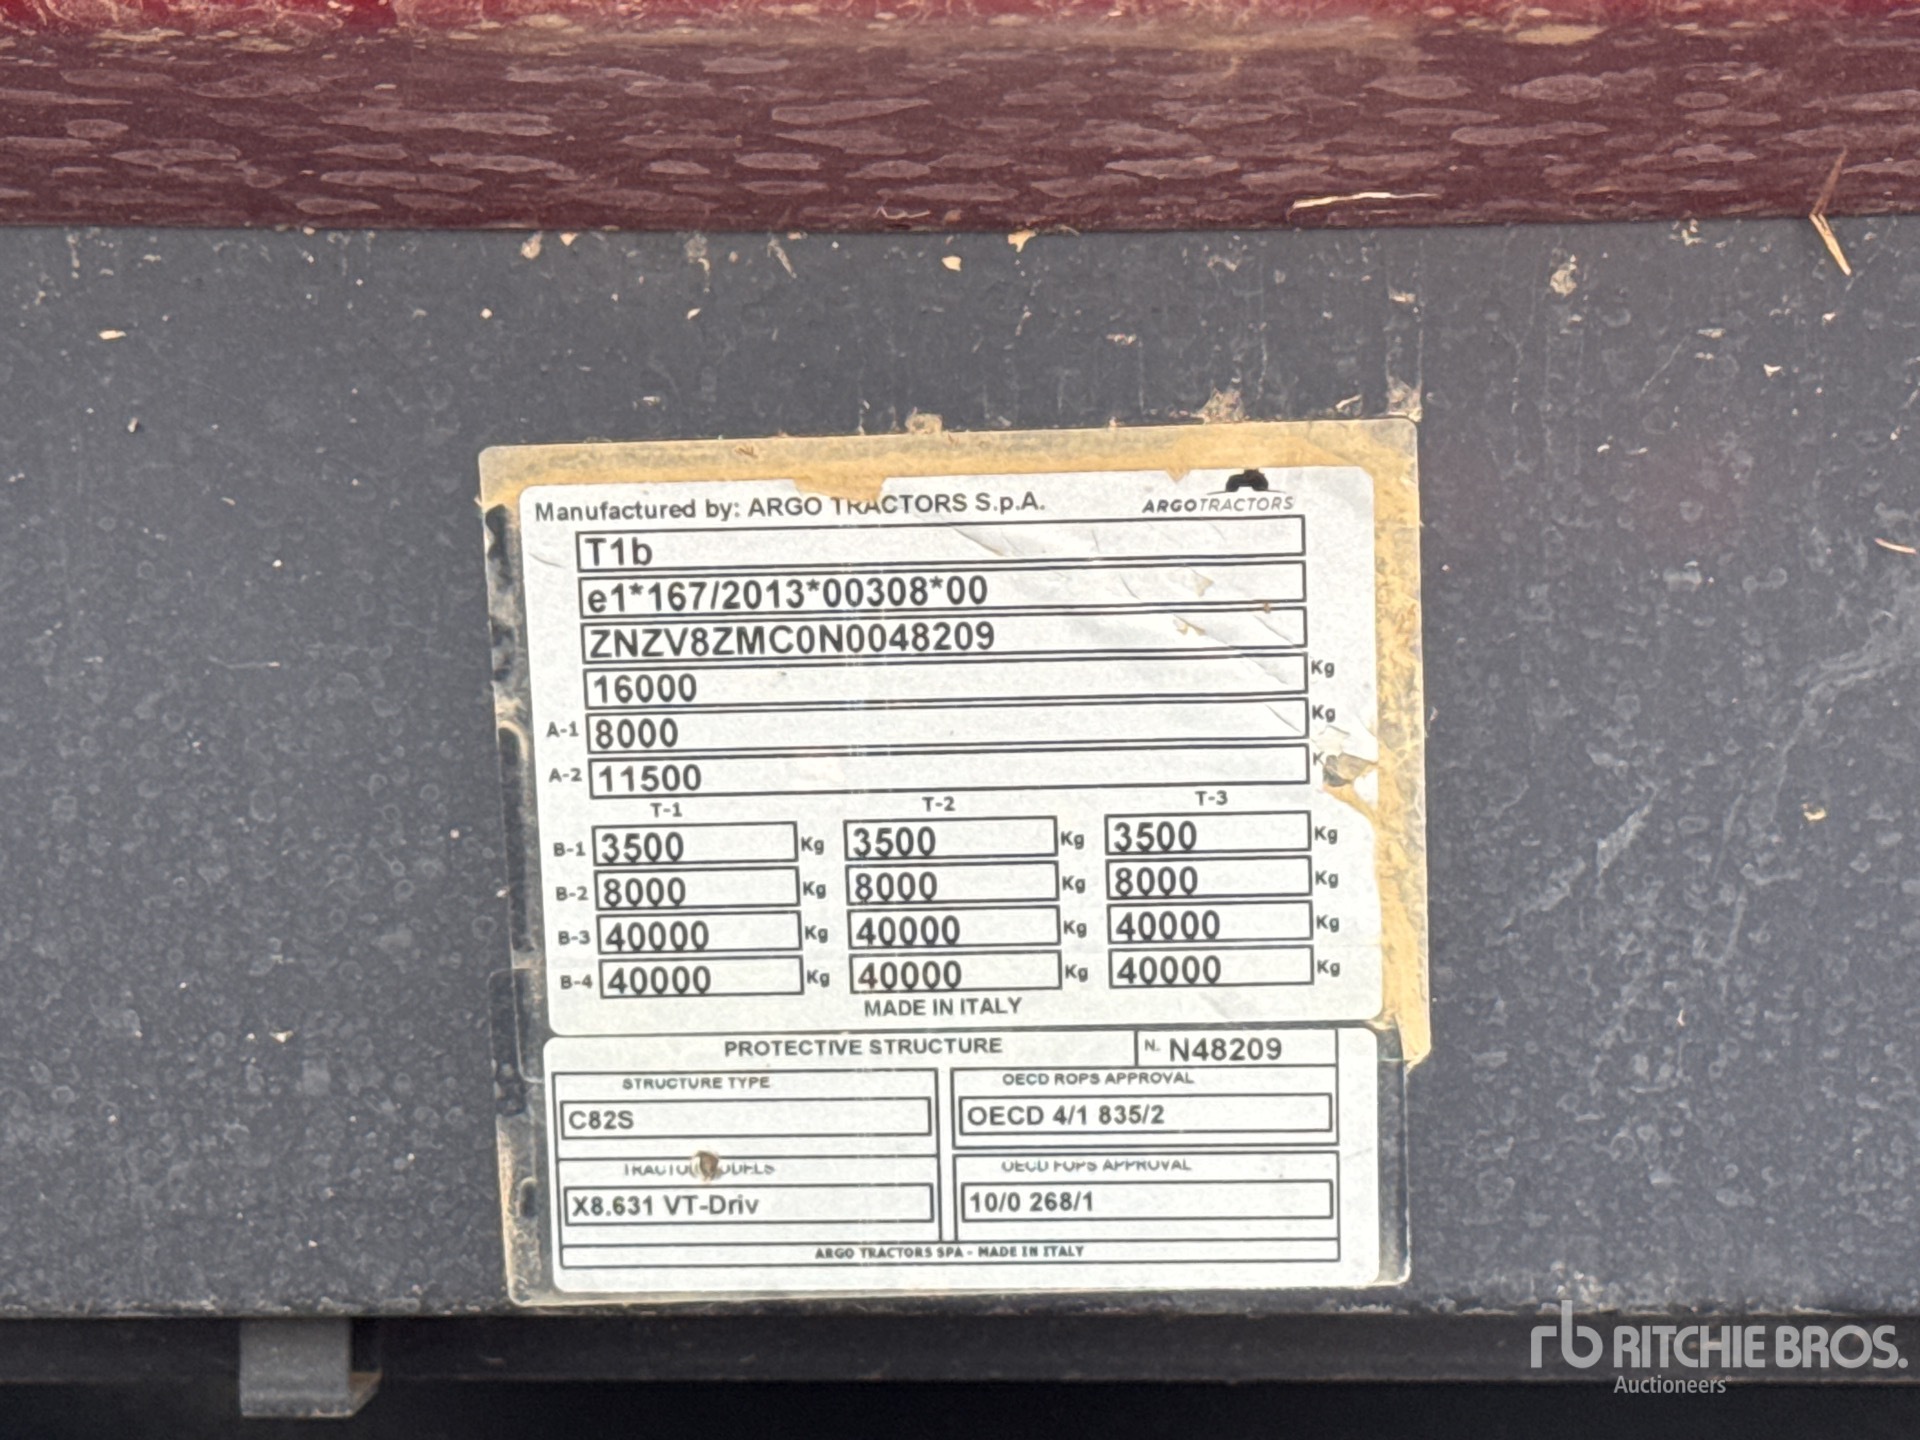 Manufactured by: ARGO TRACTORS S.p.A. ARGOTRACTORS
T1b
e1*167/2013*00308*00
ZNZV8ZMC0N0048209
16000 Kg
A-1 8000 Kg
A-2 11500
T-1 T-2 T-3
B-1 3500 Kg 3500 Kg 3500 Kg
B-2 8000 Kg 8000 Kg 8000 Kg
B-3 40000 Kg 40000 Kg 40000 Kg
B-4 40000 Kg 40000 Kg 40000 Kg
MADE IN ITALY
PROTECTIVE STRUCTURE N. N48209
STRUCTURE TYPE OECD ROPS APPROVAL
C82S OECD 4/1 835/2
TRACTOR MODELS OECD FOPS APPROVAL
X8.631 VT-Driv 10/0 268/1
ARGO TRACTORS SPA - MADE IN ITALY
rb RITCHIE BROS.
Auctioneers